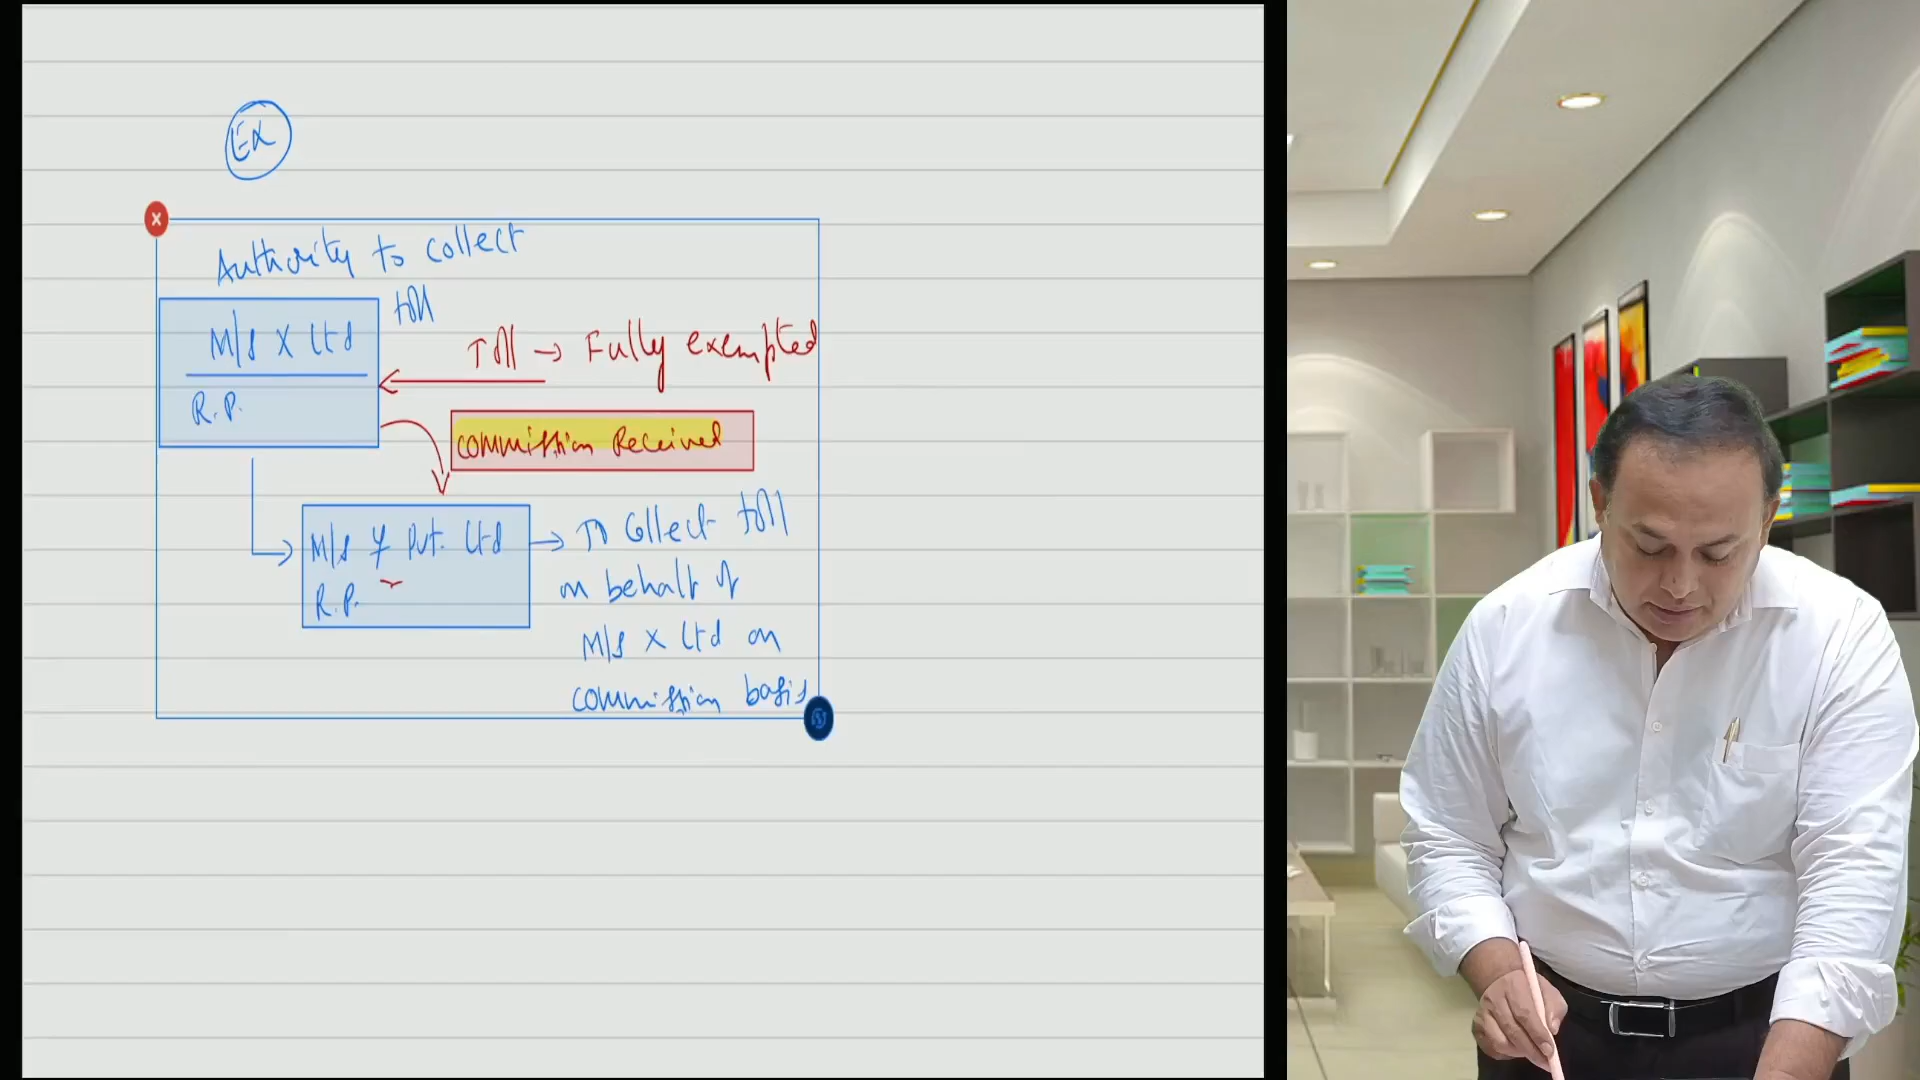 Ex
Authority to collect
toll
M/s X Ltd
R.P.
Toll → Fully exempted
Commission Received
M/s Y Pvt. Ltd
R.P.
→ To Collect toll
on behalf of
M/s X Ltd on
commission basis